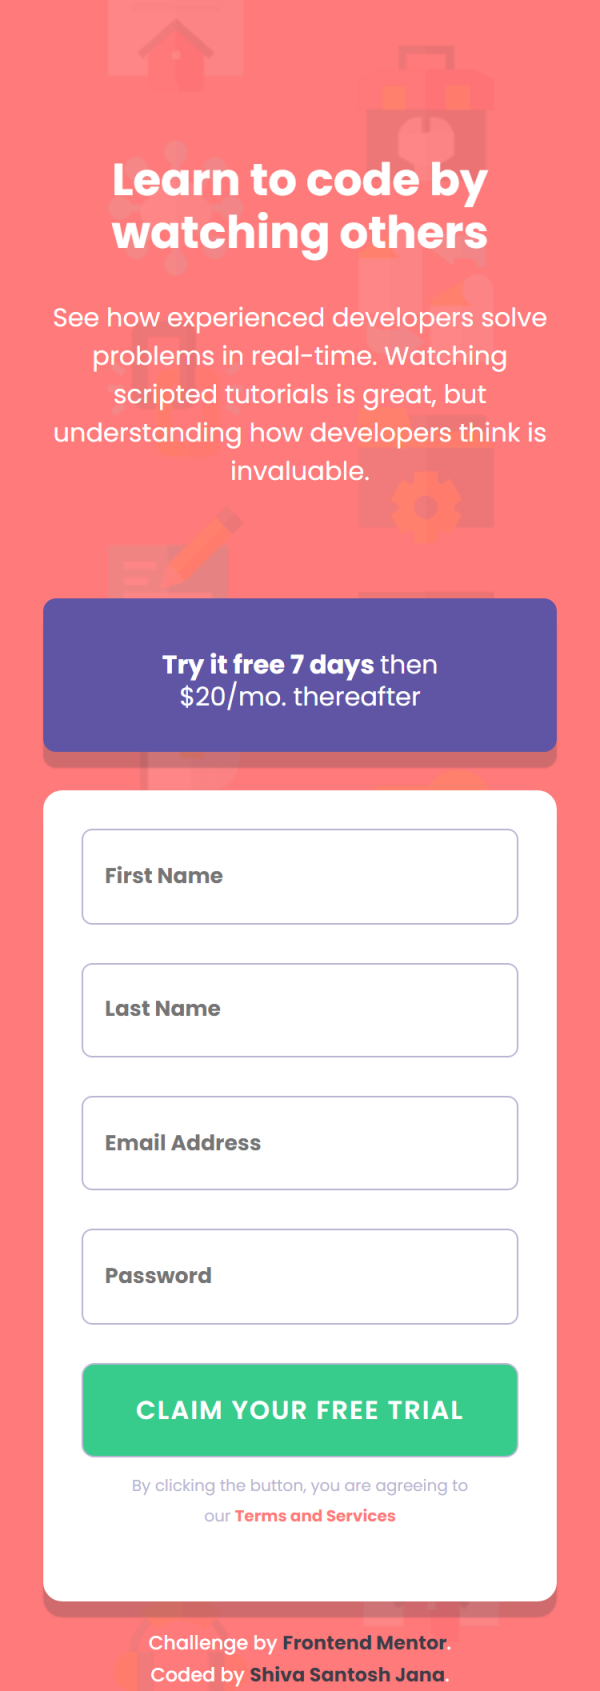 Learn to code by
watching others
See how experienced developers solve
problems in real-time. Watching
scripted tutorials is great, but
understanding how developers think is
invaluable.
Try it free 7 days then
$20/mo. thereafter
First Name
Last Name
Email Address
Password
CLAIM YOUR FREE TRIAL
By clicking the button, you are agreeing to
our Terms and Services
Challenge by Frontend Mentor.
Coded by Shiva Santosh Jana.